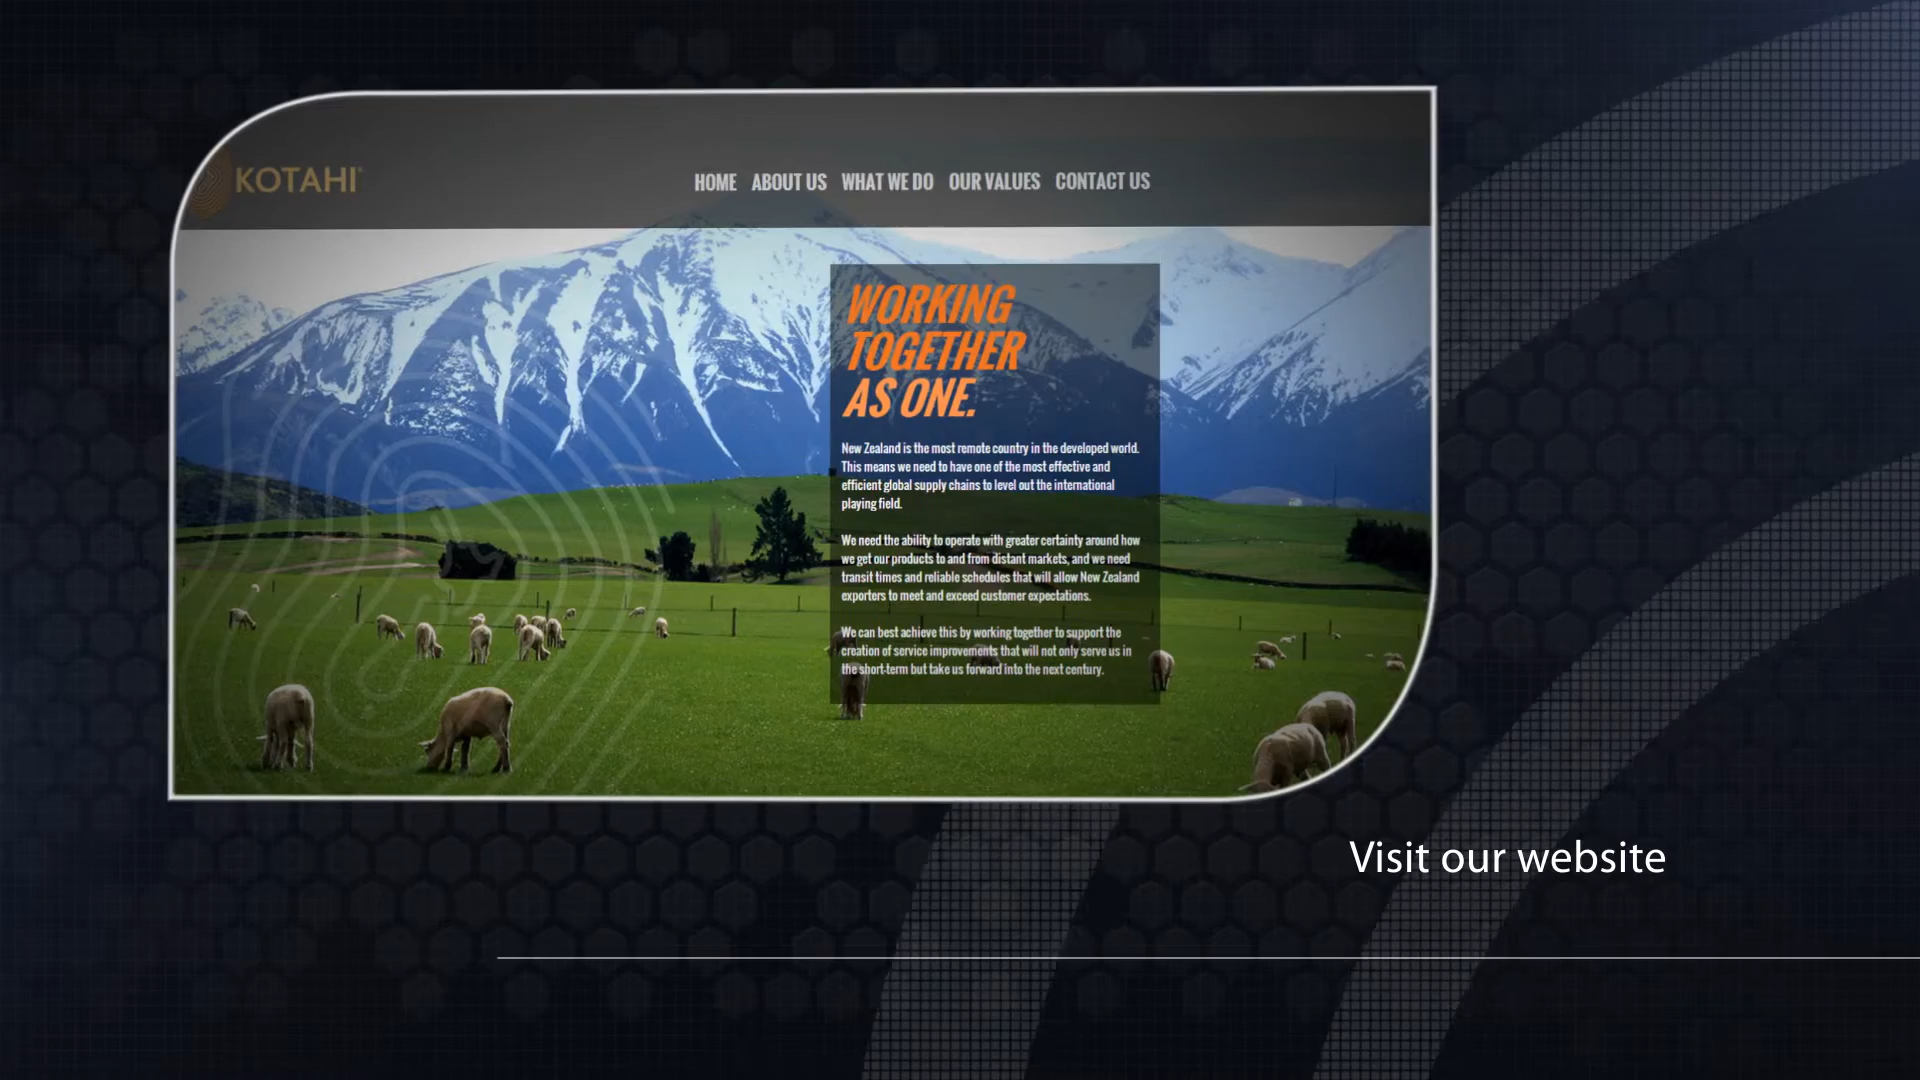 KOTAHI
HOME ABOUT US WHAT WE DO OUR VALUES CONTACT US
WORKING
TOGETHER
AS ONE.
New Zealand is the most remote country in the developed world.
This means we need to have one of the most effective and
efficient global supply chains to level out the international
playing field.
We need the ability to operate with greater certainty around how
we get our products to and from distant markets, and we need
transit times and reliable schedules that will allow New Zealand
exporters to meet and exceed customer expectations.
We can best achieve this by working together to support the
creation of service improvements that will not only serve us in
the short-term but take us forward into the next century.
Visit our website